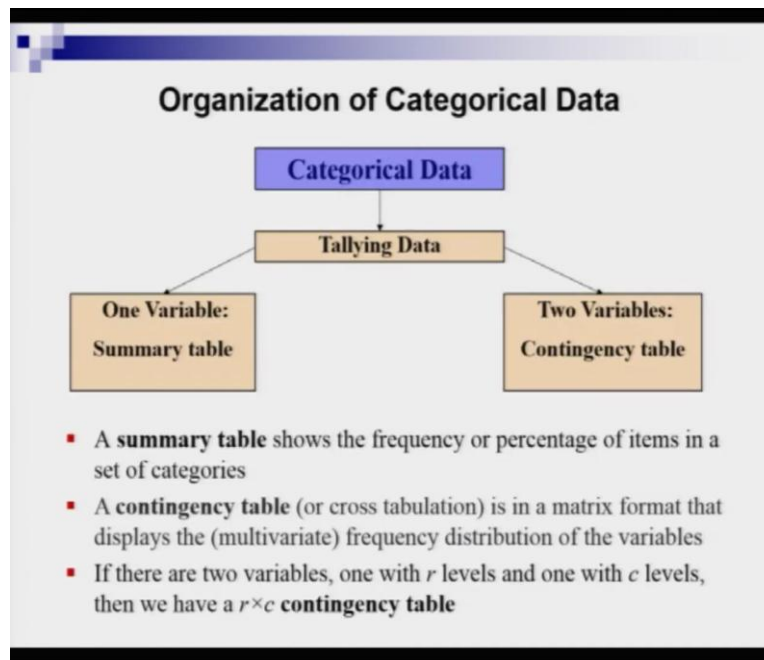 Organization of Categorical Data
Categorical Data
Tallying Data
One Variable:
Summary table
Two Variables:
Contingency table
▪ A summary table shows the frequency or percentage of items in a
set of categories
▪ A contingency table (or cross tabulation) is in a matrix format that
displays the (multivariate) frequency distribution of the variables
▪ If there are two variables, one with r levels and one with c levels,
then we have a r×c contingency table